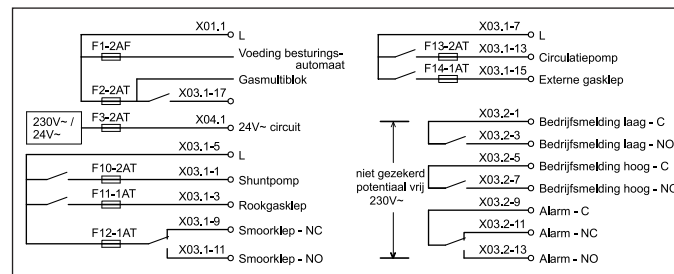 X01.1
L
F1-2AF
Voeding besturings-
automaat
Gasmultiblok
F2-2AT
X03.1-17
230V~ /
24V~
F3-2AT
X04.1
24V~ circuit
X03.1-5
L
F10-2AT
X03.1-1
Shuntpomp
F11-1AT
X03.1-3
Rookgasklep
X03.1-9
F12-1AT
Smoorklep - NC
X03.1-11
Smoorklep - NO
X03.1-7
L
F13-2AT
X03.1-13
Circulatiepomp
F14-1AT
X03.1-15
Externe gasklep
niet gezekerd
potentiaal vrij
230V~
X03.2-1
Bedrijfsmelding laag - C
X03.2-3
Bedrijfsmelding laag - NO
X03.2-5
Bedrijfsmelding hoog - C
X03.2-7
Bedrijfsmelding hoog - NO
X03.2-9
Alarm - C
X03.2-11
Alarm - NC
X03.2-13
Alarm - NO